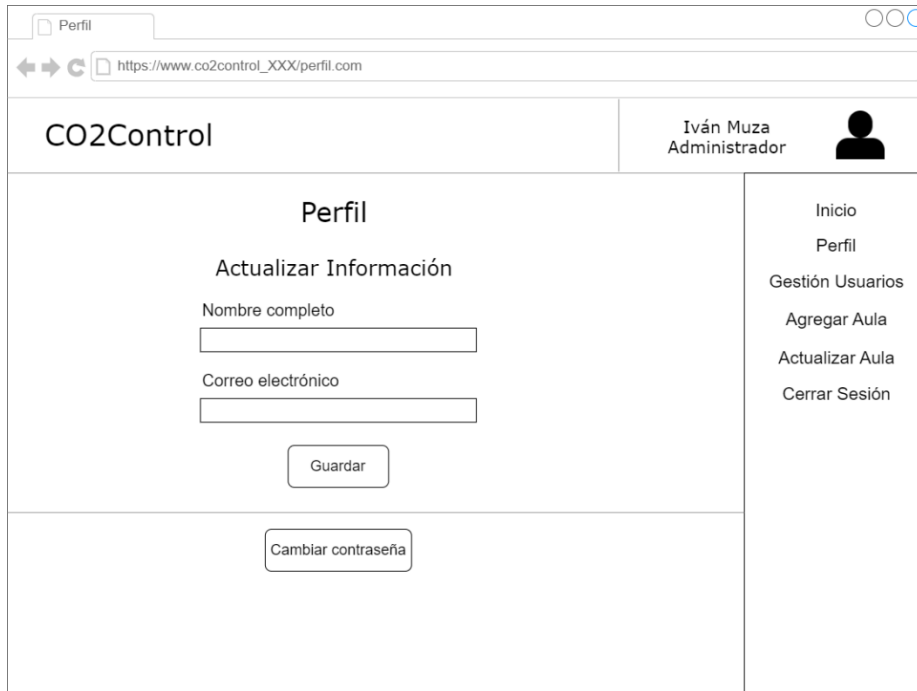 Perfil
https://www.co2control_XXX/perfil.com
CO2Control
Iván Muza
Administrador
Perfil
Actualizar Información
Nombre completo
Correo electrónico
Guardar
Cambiar contraseña
Inicio
Perfil
Gestión Usuarios
Agregar Aula
Actualizar Aula
Cerrar Sesión